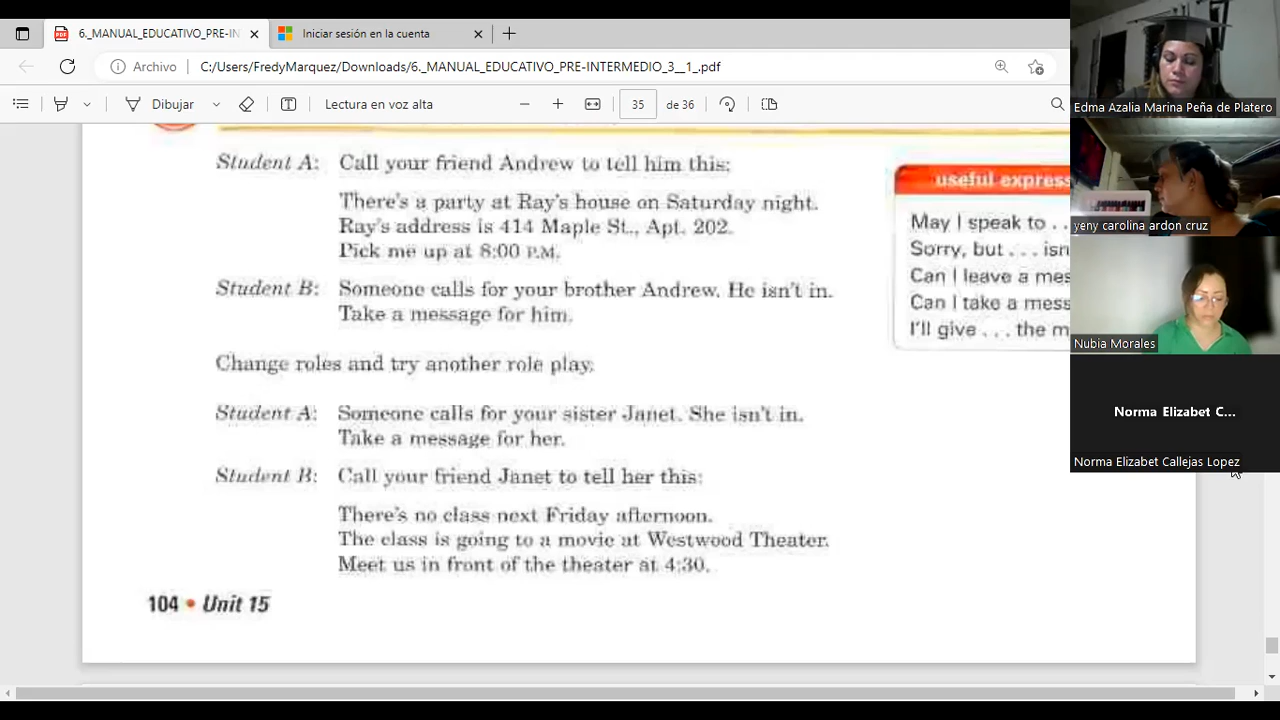 6._MANUAL_EDUCATIVO_PRE-IN
Iniciar sesión en la cuenta
Archivo
C:/Users/FredyMarquez/Downloads/6._MANUAL_EDUCATIVO_PRE-INTERMEDIO_3__1_.pdf
Dibujar
Lectura en voz alta
35
de 36
Student A: Call your friend Andrew to tell him this:
There's a party at Ray's house on Saturday night.
Ray's address is 414 Maple St., Apt. 202.
Pick me up at 8:00 P.M.
Student B: Someone calls for your brother Andrew. He isn't in.
Take a message for him.
Change roles and try another role play.
Student A: Someone calls for your sister Janet. She isn't in.
Take a message for her.
Student B: Call your friend Janet to tell her this:
There's no class next Friday afternoon.
The class is going to a movie at Westwood Theater.
Meet us in front of the theater at 4:30.
104 • Unit 15
useful express
May I speak to . .
Sorry, but . . . isn
Can I leave a mes
Can I take a mess
I'll give . . . the m
Edma Azalia Marina Peña de Platero
yeny carolina ardon cruz
Nubia Morales
Norma Elizabet C...
Norma Elizabet Callejas Lopez